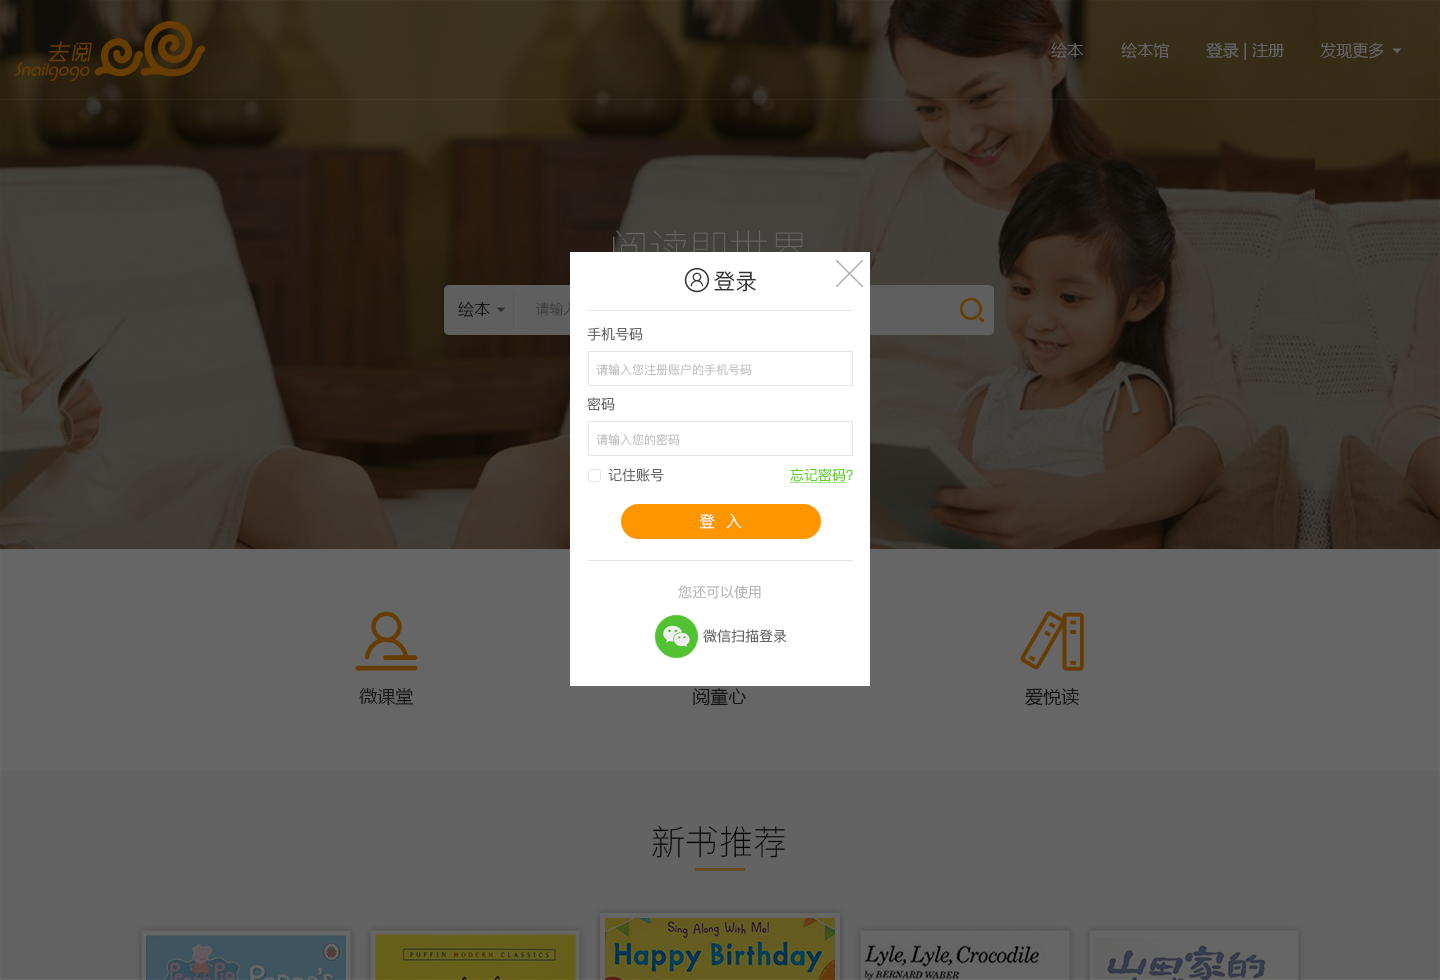 去阅
Snailgogo
绘本
绘本馆
登录 | 注册
发现更多
阅读即世界
绘本
请输入
登录
手机号码
请输入您注册账户的手机号码
密码
请输入您的密码
记住账号
忘记密码?
登 入
您还可以使用
微信扫描登录
微课堂
阅童心
爱悦读
新书推荐
Peppa Pig
Peppa's
PUFFIN MODERN CLASSICS
Sing Along With Me!
Happy Birthday
Lyle, Lyle, Crocodile
by BERNARD WABER
山田家的